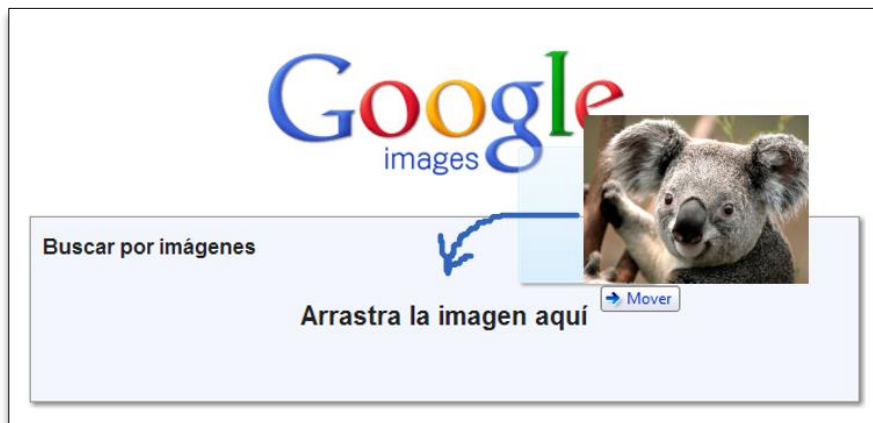 Google
images
Buscar por imágenes
Arrastra la imagen aquí
Mover